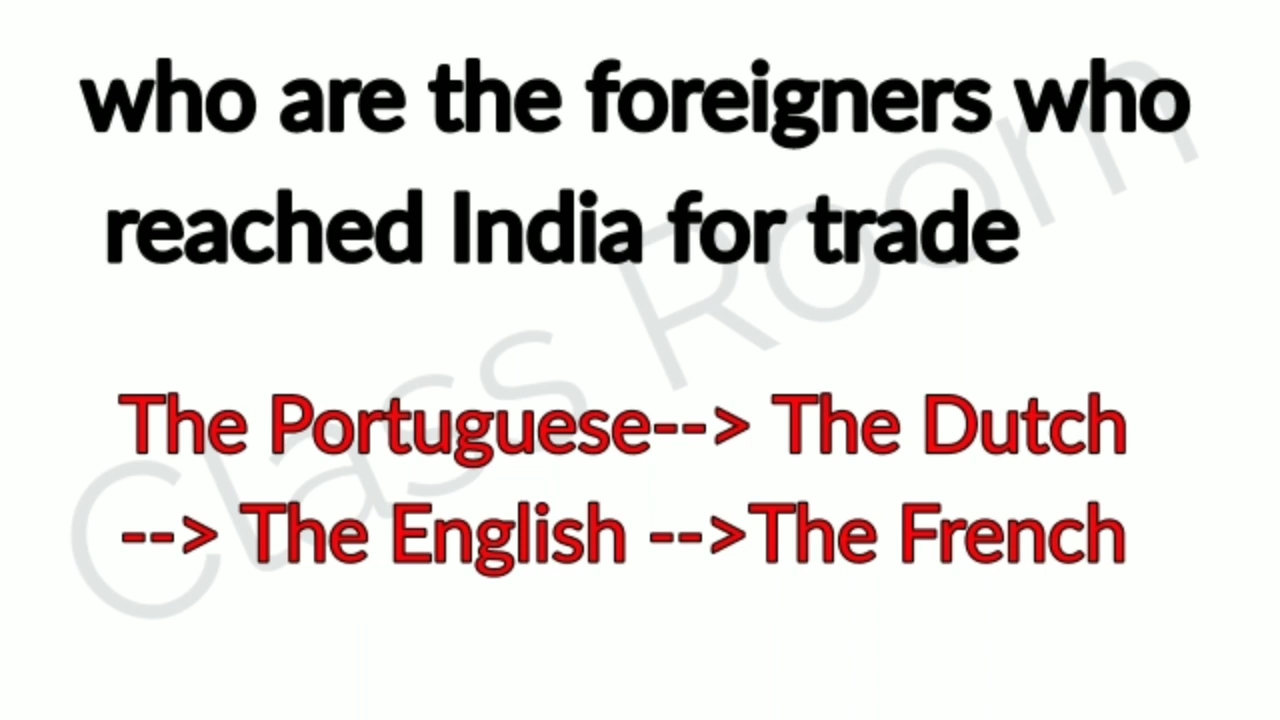 who are the foreigners who
reached India for trade
The Portuguese--> The Dutch
--> The English -->The French
Class Room